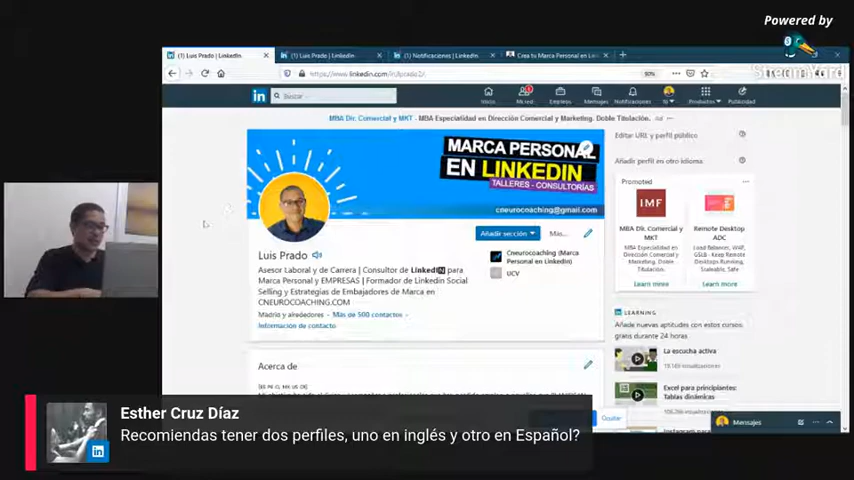 Powered by
StreamYard
(1) Luis Prado | LinkedIn
(1) Luis Prado | LinkedIn
(1) Notificaciones | LinkedIn
Crea tu Marca Personal en Lin
https://www.linkedin.com/in/lprado2/
90%
Buscar
Inicio
Mi red
Empleos
Mensajes
Notificaciones
Yo
Productos
Publicidad
MBA Dir. Comercial y MKT - MBA Especialidad en Dirección Comercial y Marketing. Doble Titulación.
MARCA PERSONAL
EN LINKEDIN
TALLERES - CONSULTORÍAS
cneurocoaching@gmail.com
Editar URL y perfil público
Añadir perfil en otro idioma
Promoted
IMF
MBA Dir. Comercial y
MKT
MBA Especialidad en
Dirección Comercial y
Marketing. Doble
Titulación.
Learn more
Remote Desktop
ADC
Load Balancer, WAF,
GSLB - Keep Remote
Desktops Running,
Scalable, Safe
Learn more
Añadir sección
Más...
Luis Prado
Cneurocoaching (Marca
Personal en LinkedIn)
UCV
Asesor Laboral y de Carrera | Consultor de LinkedIN para
Marca Personal y EMPRESAS | Formador de Linkedin Social
Selling y Estrategias de Embajadores de Marca en
CNEUROCOACHING.COM
Madrid y alrededores · Más de 500 contactos ·
Información de contacto
LEARNING
Añade nuevas aptitudes con estos cursos,
gratis durante 24 horas
La escucha activa
Excel para principiantes:
Tablas dinámicas
Acerca de
Ocultar
Mensajes
Esther Cruz Díaz
Recomiendas tener dos perfiles, uno en inglés y otro en Español?